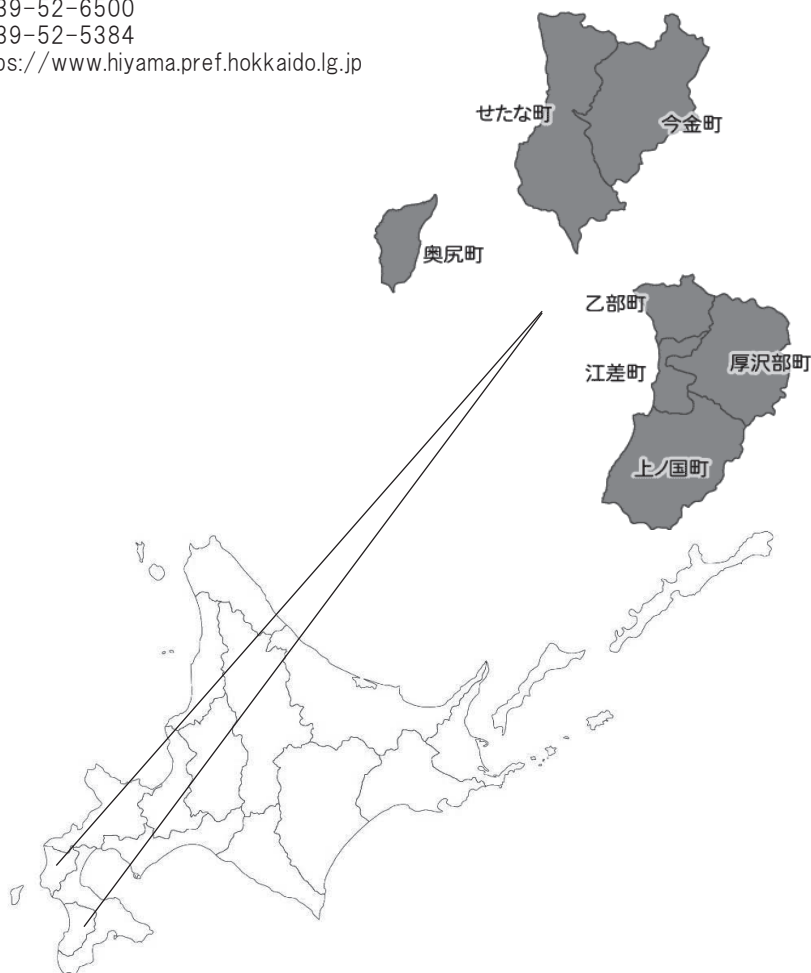 39-52-6500
39-52-5384
ps://www.hiyama.pref.hokkaido.lg.jp
せたな町
今金町
奥尻町
乙部町
厚沢部町
江差町
上ノ国町